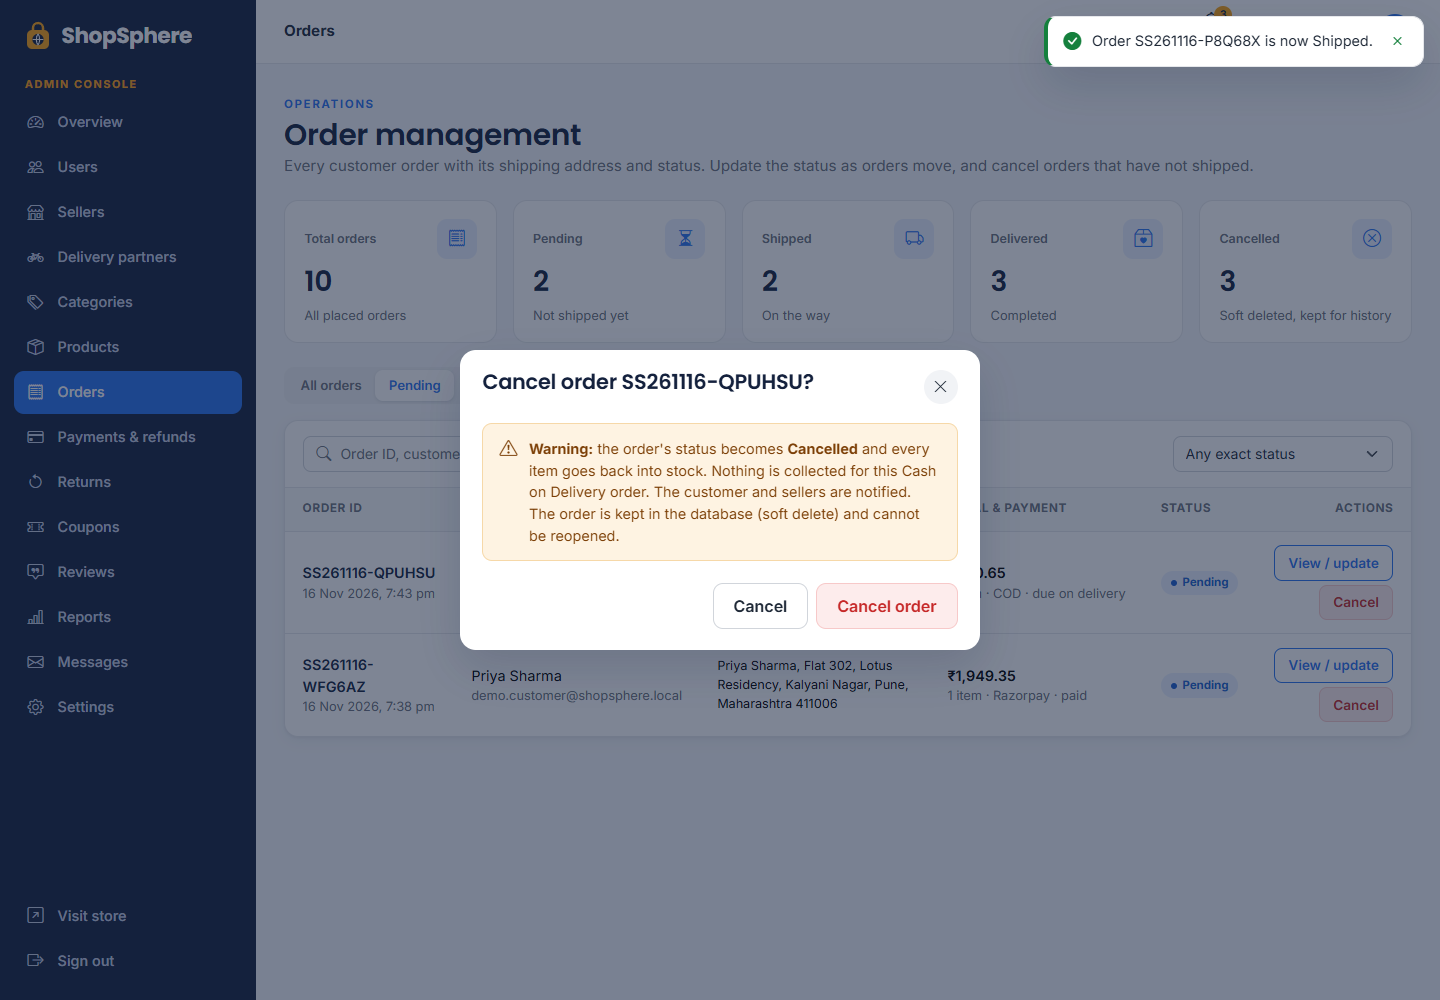 ShopSphere
ADMIN CONSOLE
Overview
Users
Sellers
Delivery partners
Categories
Products
Orders
Payments & refunds
Returns
Coupons
Reviews
Reports
Messages
Settings
Visit store
Sign out
Orders
3
Order SS261116-P8Q68X is now Shipped.
OPERATIONS
Order management
Every customer order with its shipping address and status. Update the status as orders move, and cancel orders that have not shipped.
Total orders
10
All placed orders
Pending
2
Not shipped yet
Shipped
2
On the way
Delivered
3
Completed
Cancelled
3
Soft deleted, kept for history
All orders
Pending
Order ID, custome
Any exact status
ORDER ID
& PAYMENT
STATUS
ACTIONS
SS261116-QPUHSU
16 Nov 2026, 7:43 pm
0.65
· COD · due on delivery
Pending
View / update
Cancel
SS261116-
WFG6AZ
16 Nov 2026, 7:38 pm
Priya Sharma
demo.customer@shopsphere.local
Priya Sharma, Flat 302, Lotus
Residency, Kalyani Nagar, Pune,
Maharashtra 411006
₹1,949.35
1 item · Razorpay · paid
Pending
View / update
Cancel
Cancel order SS261116-QPUHSU?
Warning: the order's status becomes Cancelled and every
item goes back into stock. Nothing is collected for this Cash
on Delivery order. The customer and sellers are notified.
The order is kept in the database (soft delete) and cannot
be reopened.
Cancel
Cancel order